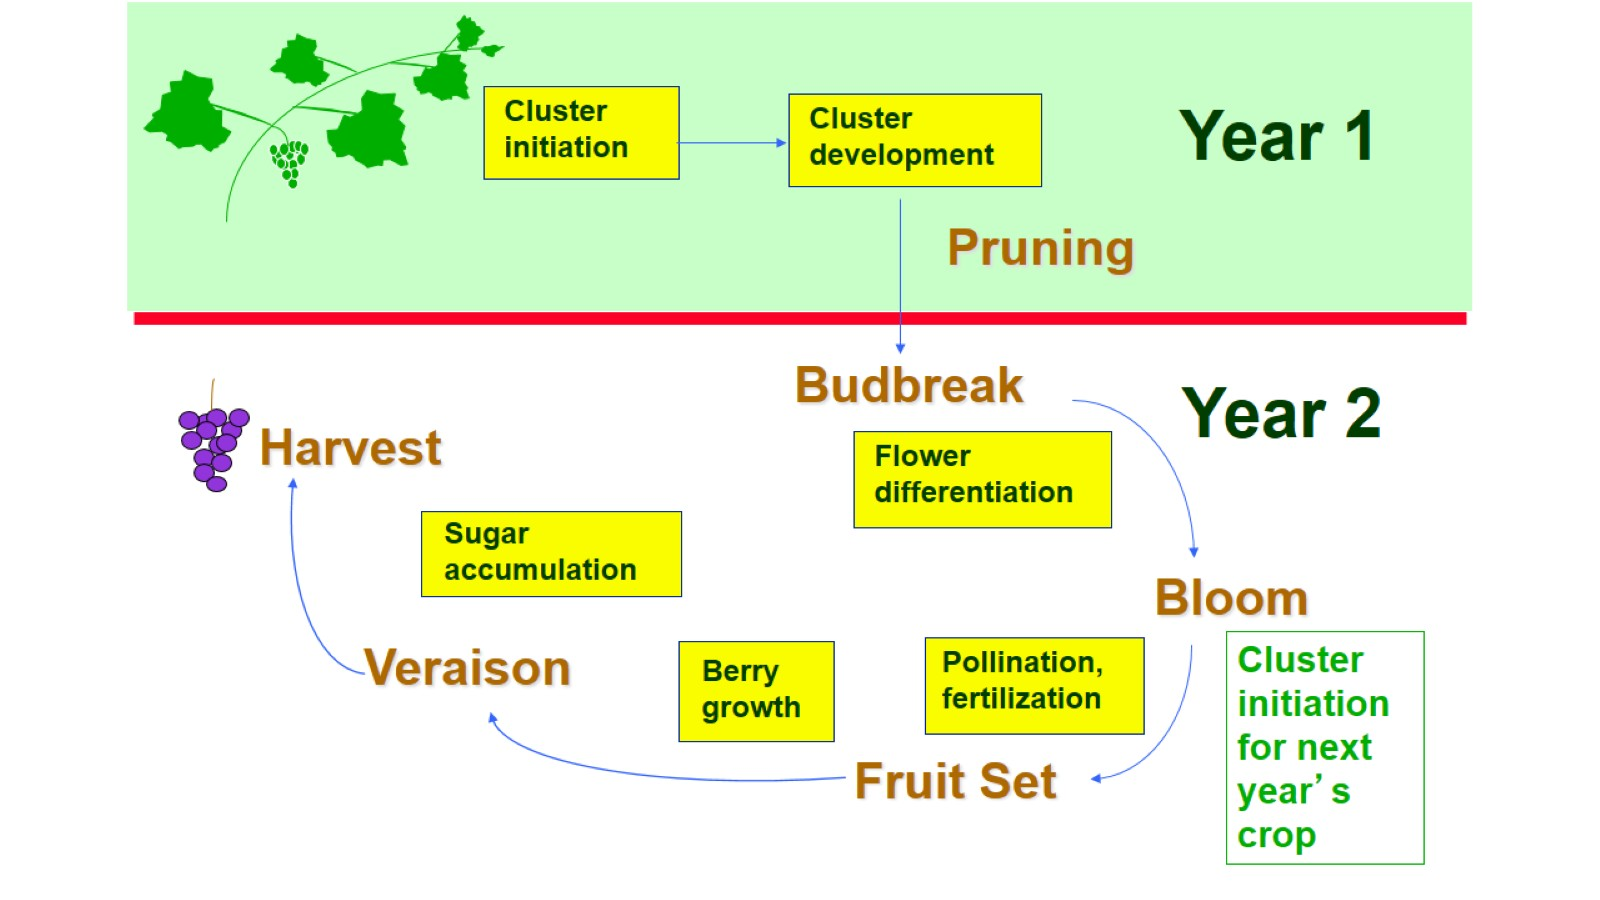 Cluster
initiation
Cluster
development
Year 1
Pruning
Budbreak
Year 2
Flower
differentiation
Harvest
Sugar
accumulation
Bloom
Veraison
Berry
growth
Pollination,
fertilization
Cluster
initiation
for next
year’s
crop
Fruit Set